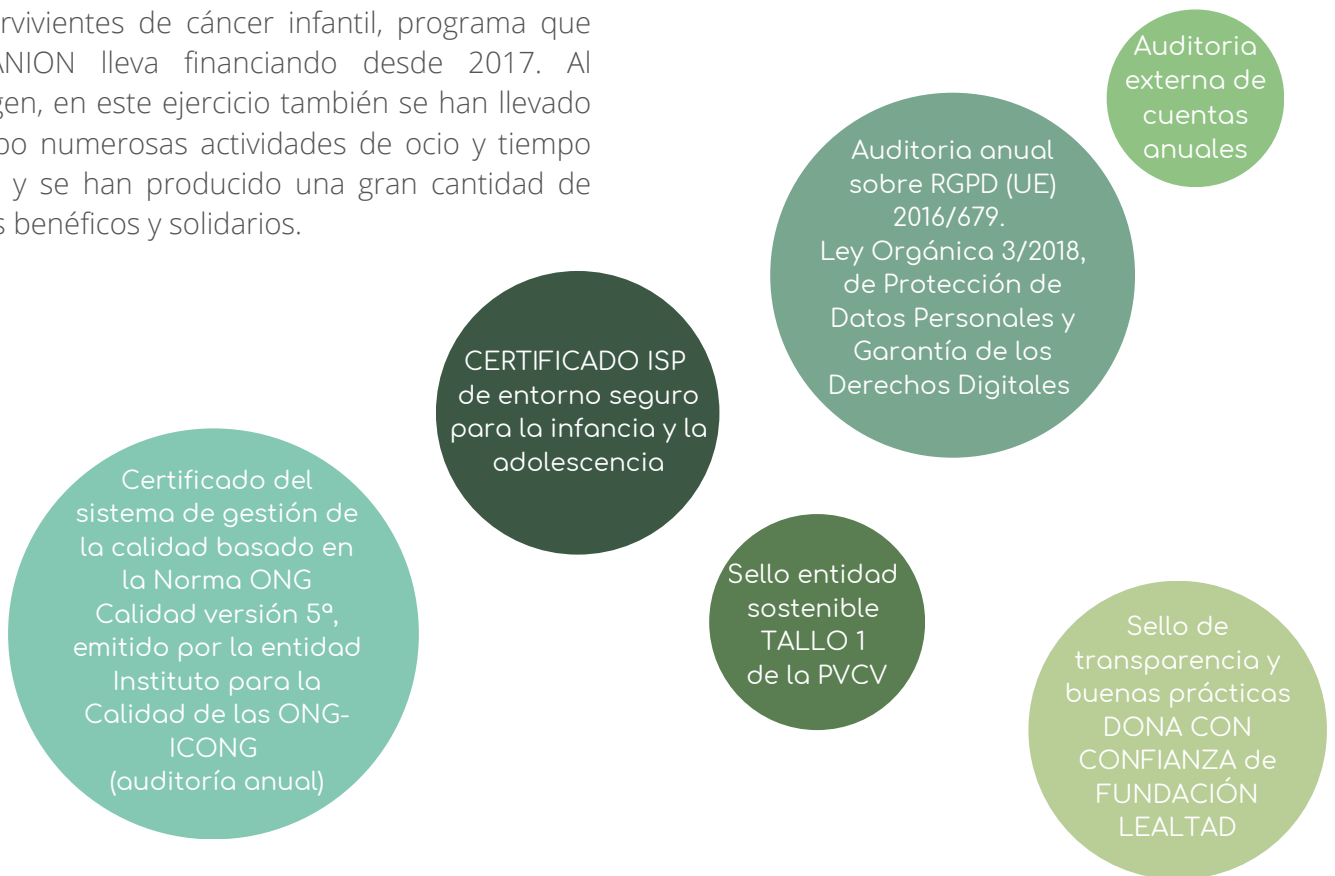 rvivientes de cáncer infantil, programa que
ANION lleva financiando desde 2017. Al
gen, en este ejercicio también se han llevado
bo numerosas actividades de ocio y tiempo
y se han producido una gran cantidad de
s benéficos y solidarios.
Auditoria
externa de
cuentas
anuales
Auditoria anual
sobre RGPD (UE)
2016/679.
Ley Orgánica 3/2018,
de Protección de
Datos Personales y
Garantía de los
Derechos Digitales
CERTIFICADO ISP
de entorno seguro
para la infancia y la
adolescencia
Certificado del
sistema de gestión de
la calidad basado en
la Norma ONG
Calidad versión 5ª,
emitido por la entidad
Instituto para la
Calidad de las ONG-
ICONG
(auditoría anual)
Sello entidad
sostenible
TALLO 1
de la PVCV
Sello de
transparencia y
buenas prácticas
DONA CON
CONFIANZA de
FUNDACIÓN
LEALTAD